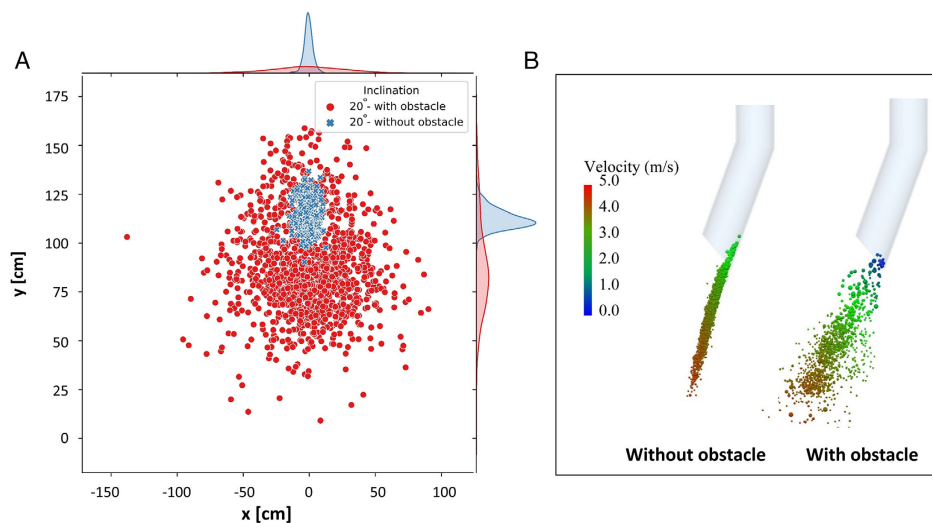 A
B
Inclination
20°- with obstacle
20°- without obstacle
175
150
125
100
75
50
25
0
y [cm]
-150
-100
-50
0
50
100
x [cm]
Velocity (m/s)
5.0
4.0
3.0
2.0
1.0
0.0
Without obstacle
With obstacle